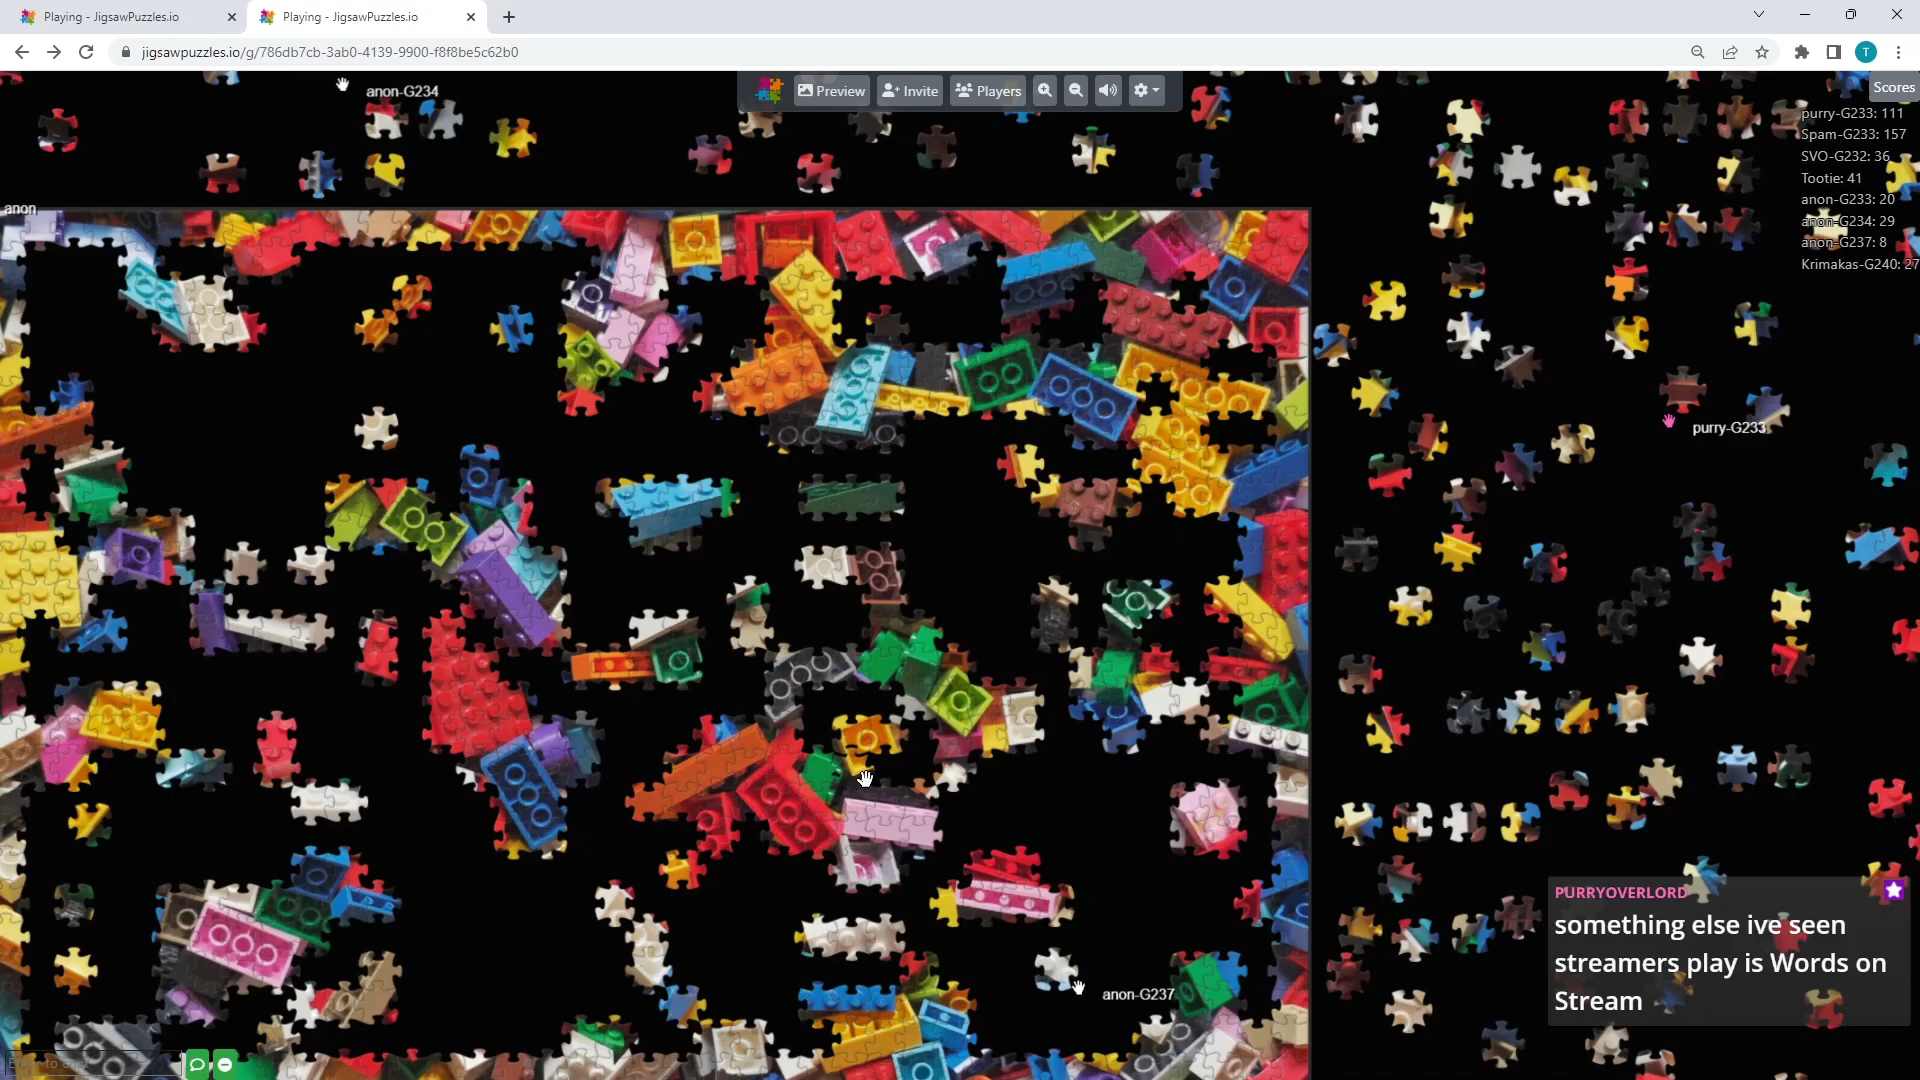 Playing - JigsawPuzzles.io
Playing - JigsawPuzzles.io
jigsawpuzzles.io/g/786db7cb-3ab0-4139-9900-f8f8be5c62b0
T
anon-G234
Preview
Invite
Players
Scores
purry-G233: 111
Spam-G233: 157
SVO-G232: 36
Tootie: 41
anon-G233: 20
anon-G234: 29
anon-G237: 8
Krimakas-G240: 27
anon
purry-G233
anon-G237
PURRYOVERLORD
something else ive seen
streamers play is Words on
Stream